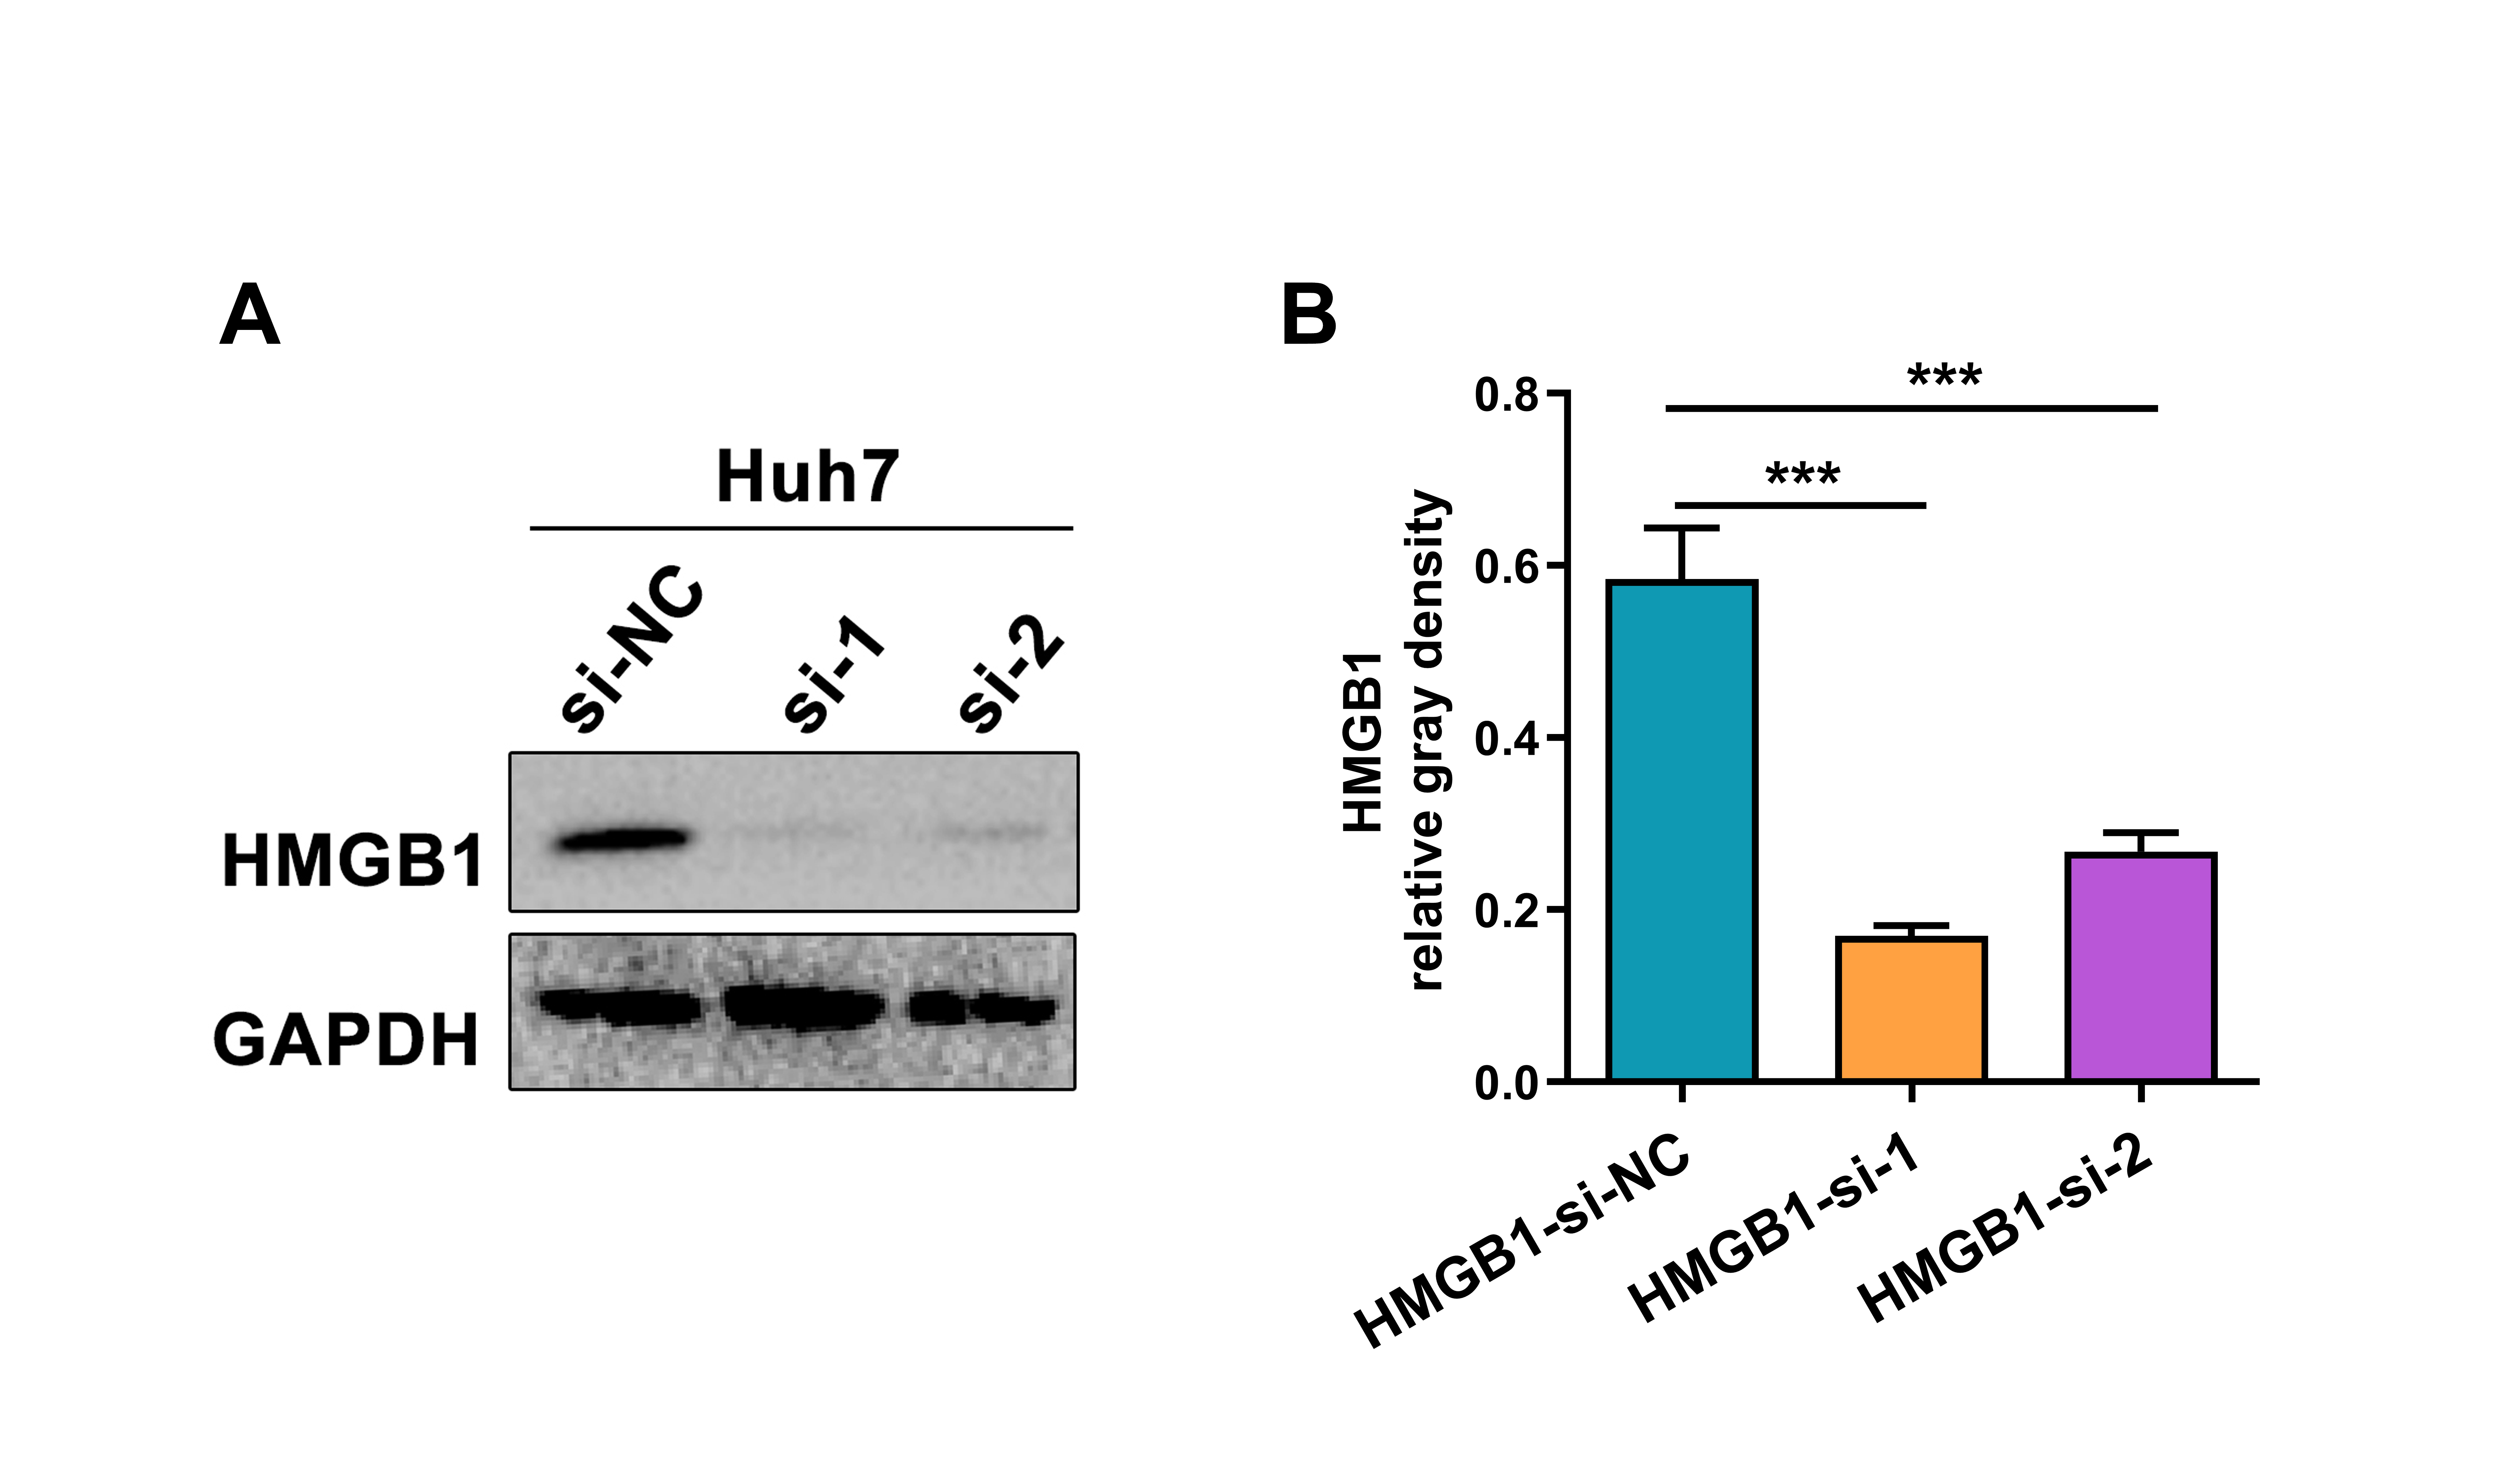 A
Huh7
si-NC
si-1
si-2
HMGB1
GAPDH
B
HMGB1
relative gray density
0.8
0.6
0.4
0.2
0.0
***
***
HMGB1-si-NC
HMGB1-si-1
HMGB1-si-2